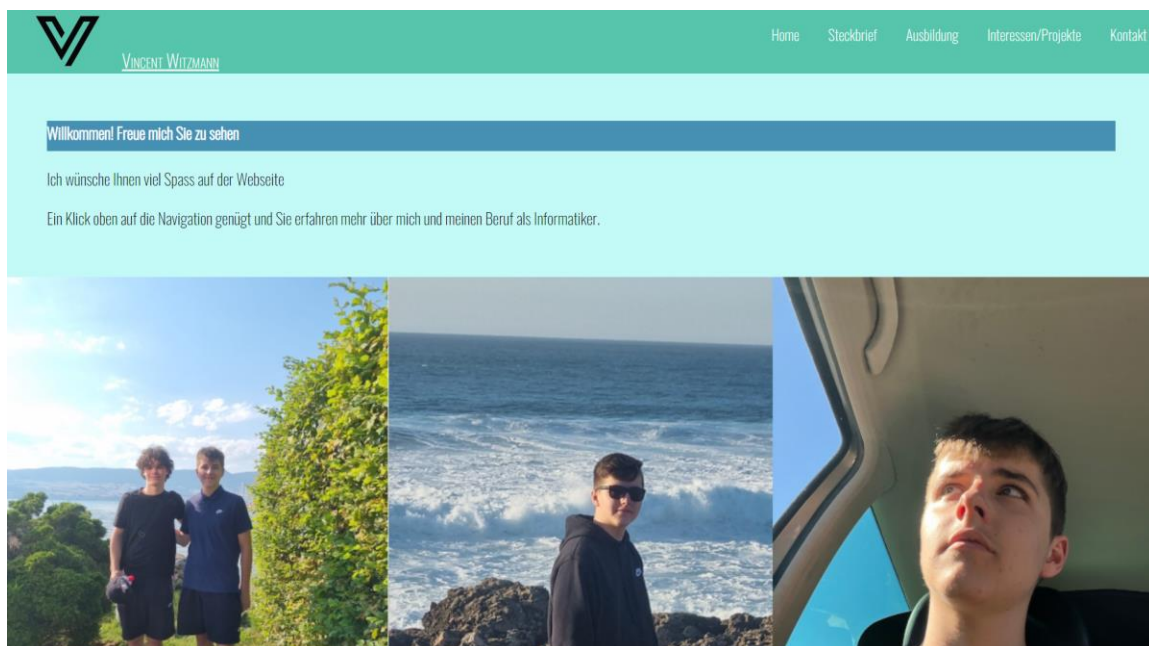 VINCENT WITZMANN
Home Steckbrief Ausbildung Interessen/Projekte Kontakt
Willkommen! Freue mich Sie zu sehen
Ich wünsche Ihnen viel Spass auf der Webseite
Ein Klick oben auf die Navigation genügt und Sie erfahren mehr über mich und meinen Beruf als Informatiker.